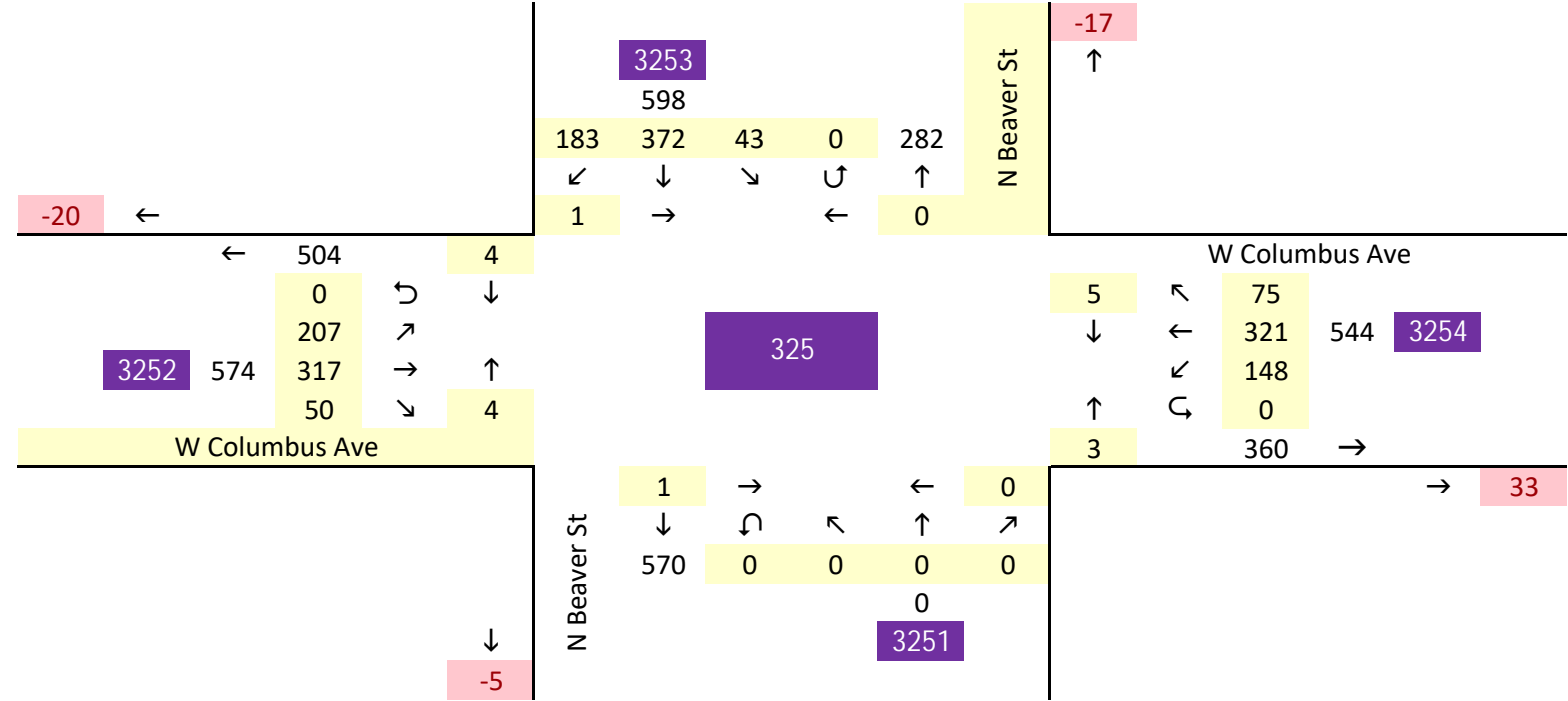 -17
3253
↑
598
183 372 43 0 282
↙ ↓ ↘ ⮍ ↑
N Beaver St
-20 ← 1 → ← 0
← 504 4 W Columbus Ave
0 ⮌ ↓ 5 ↖ 75
207 ↗ 325 ↓ ← 321 544 3254
3252 574 317 → ↑ ↙ 148
50 ↘ 4 ↑ ⮎ 0
W Columbus Ave 3 360 →
1 → ← 0 → 33
↓ ⮏ ↖ ↑ ↗
N Beaver St
570 0 0 0 0
0
↓ 3251
-5